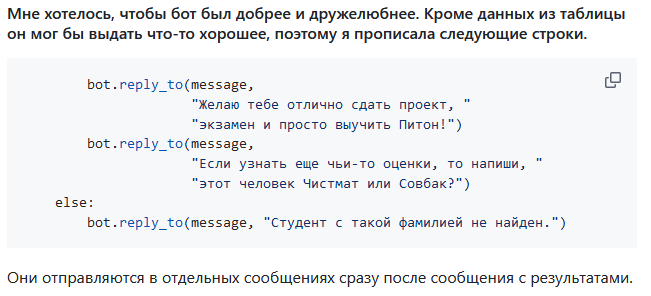 Мне хотелось, чтобы бот был добрее и дружелюбнее. Кроме данных из таблицы
он мог бы выдать что-то хорошее, поэтому я прописала следующие строки.
bot.reply_to(message,
"Желаю тебе отлично сдать проект, "
"экзамен и просто выучить Питон!")
bot.reply_to(message,
"Если узнать еще чьи-то оценки, то напиши, "
"этот человек Чистмат или Совбак?")
else:
bot.reply_to(message, "Студент с такой фамилией не найден.")
Они отправляются в отдельных сообщениях сразу после сообщения с результатами.